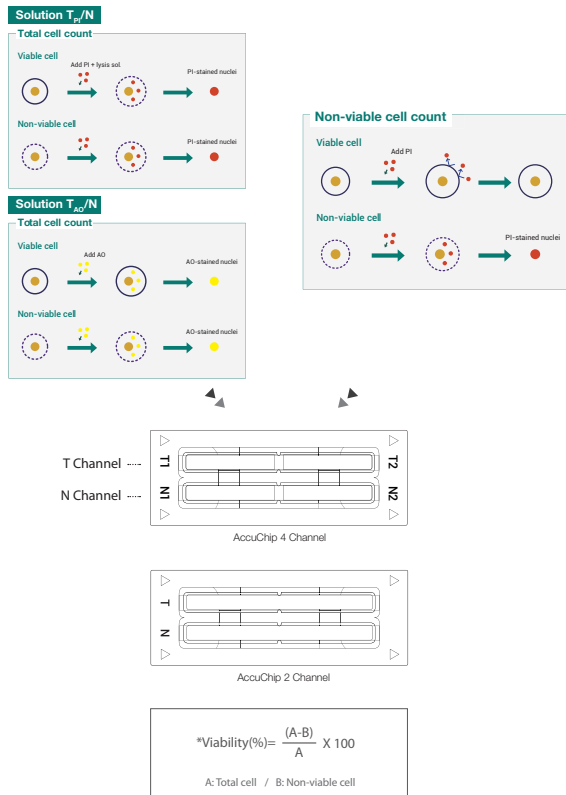 Solution TPI/N
Total cell count
Viable cell
Add PI + lysis sol.
PI-stained nuclei
Non-viable cell
PI-stained nuclei
Solution TAO/N
Total cell count
Viable cell
Add AO
AO-stained nuclei
Non-viable cell
AO-stained nuclei
Non-viable cell count
Viable cell
Add PI
Non-viable cell
PI-stained nuclei
T Channel
T1
T2
N Channel
N1
N2
AccuChip 4 Channel
T
N
AccuChip 2 Channel
*Viability(%)= (A-B)
A
X 100
A: Total cell / B: Non-viable cell